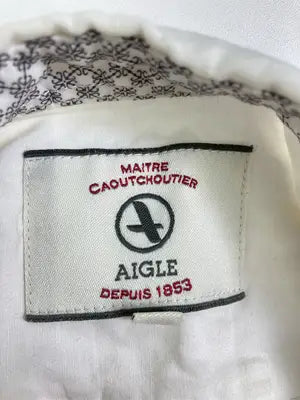 MAITRE
CAOUTCHOUTIER
AIGLE
DEPUIS 1853